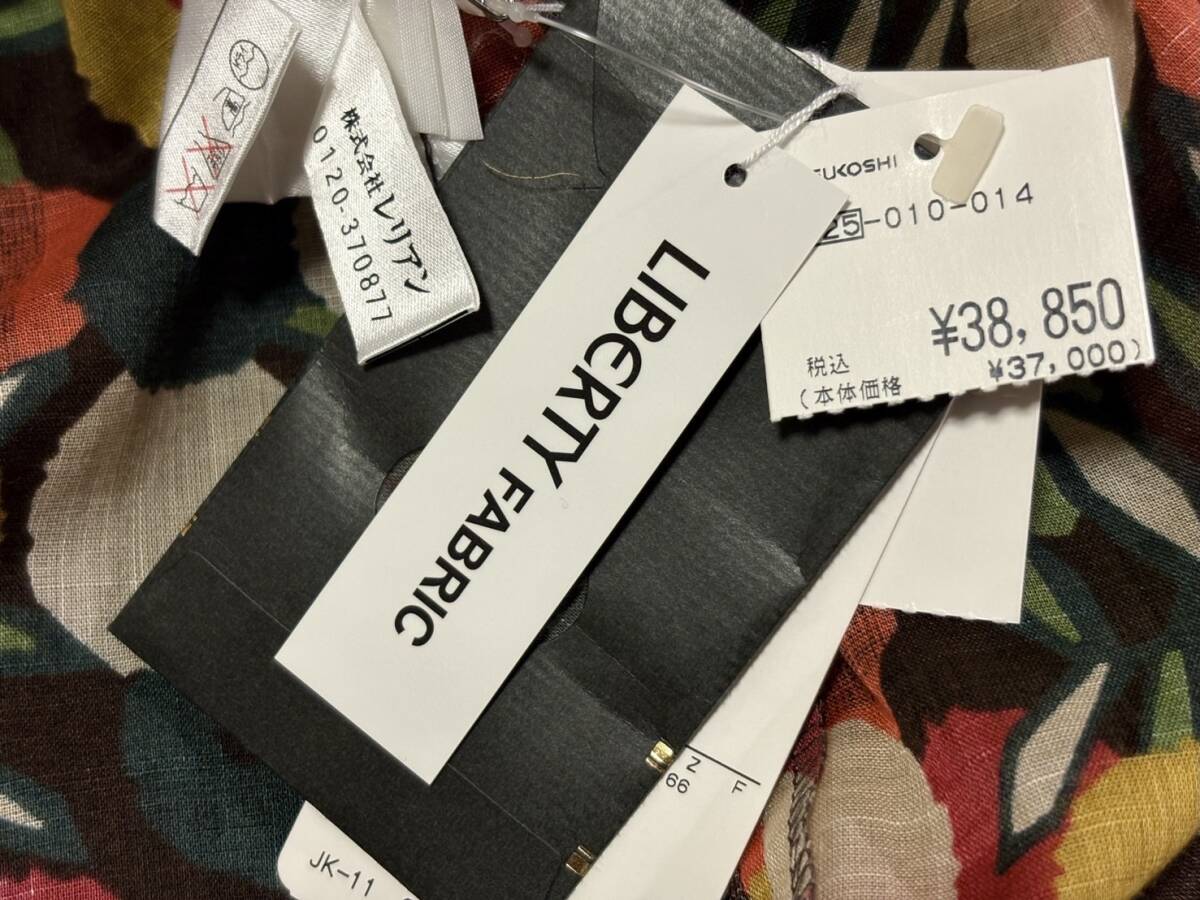 株式会社レリアン
0120-370877
LIBERTY FABRIC
SUKOSHI
25-010-014
¥38,850
税込
¥37,000)
(本体価格
Z
66
F
JK-11